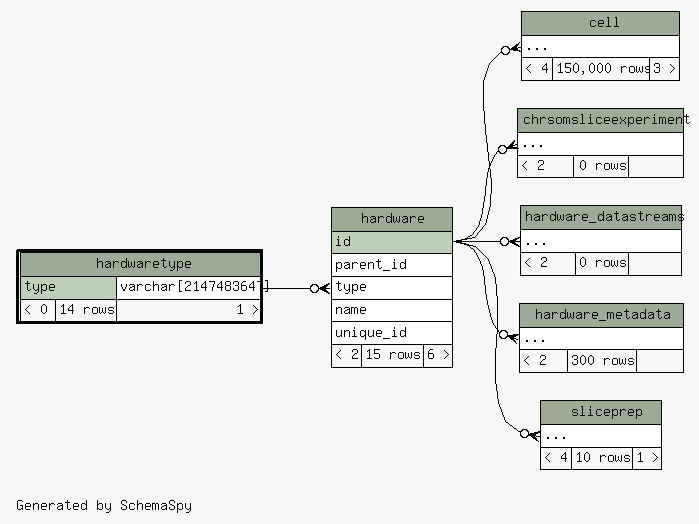 cell
...
< 4 150,000 rows 3 >
chrsomsliceexperiment
...
< 2 0 rows
hardware_datastreams
...
< 2 0 rows
hardware_metadata
...
< 2 300 rows
sliceprep
...
< 4 10 rows 1 >
hardware
id
parent_id
type
name
unique_id
< 2 15 rows 6 >
hardwaretype
type varchar[2147483647]
< 0 14 rows 1 >
Generated by SchemaSpy